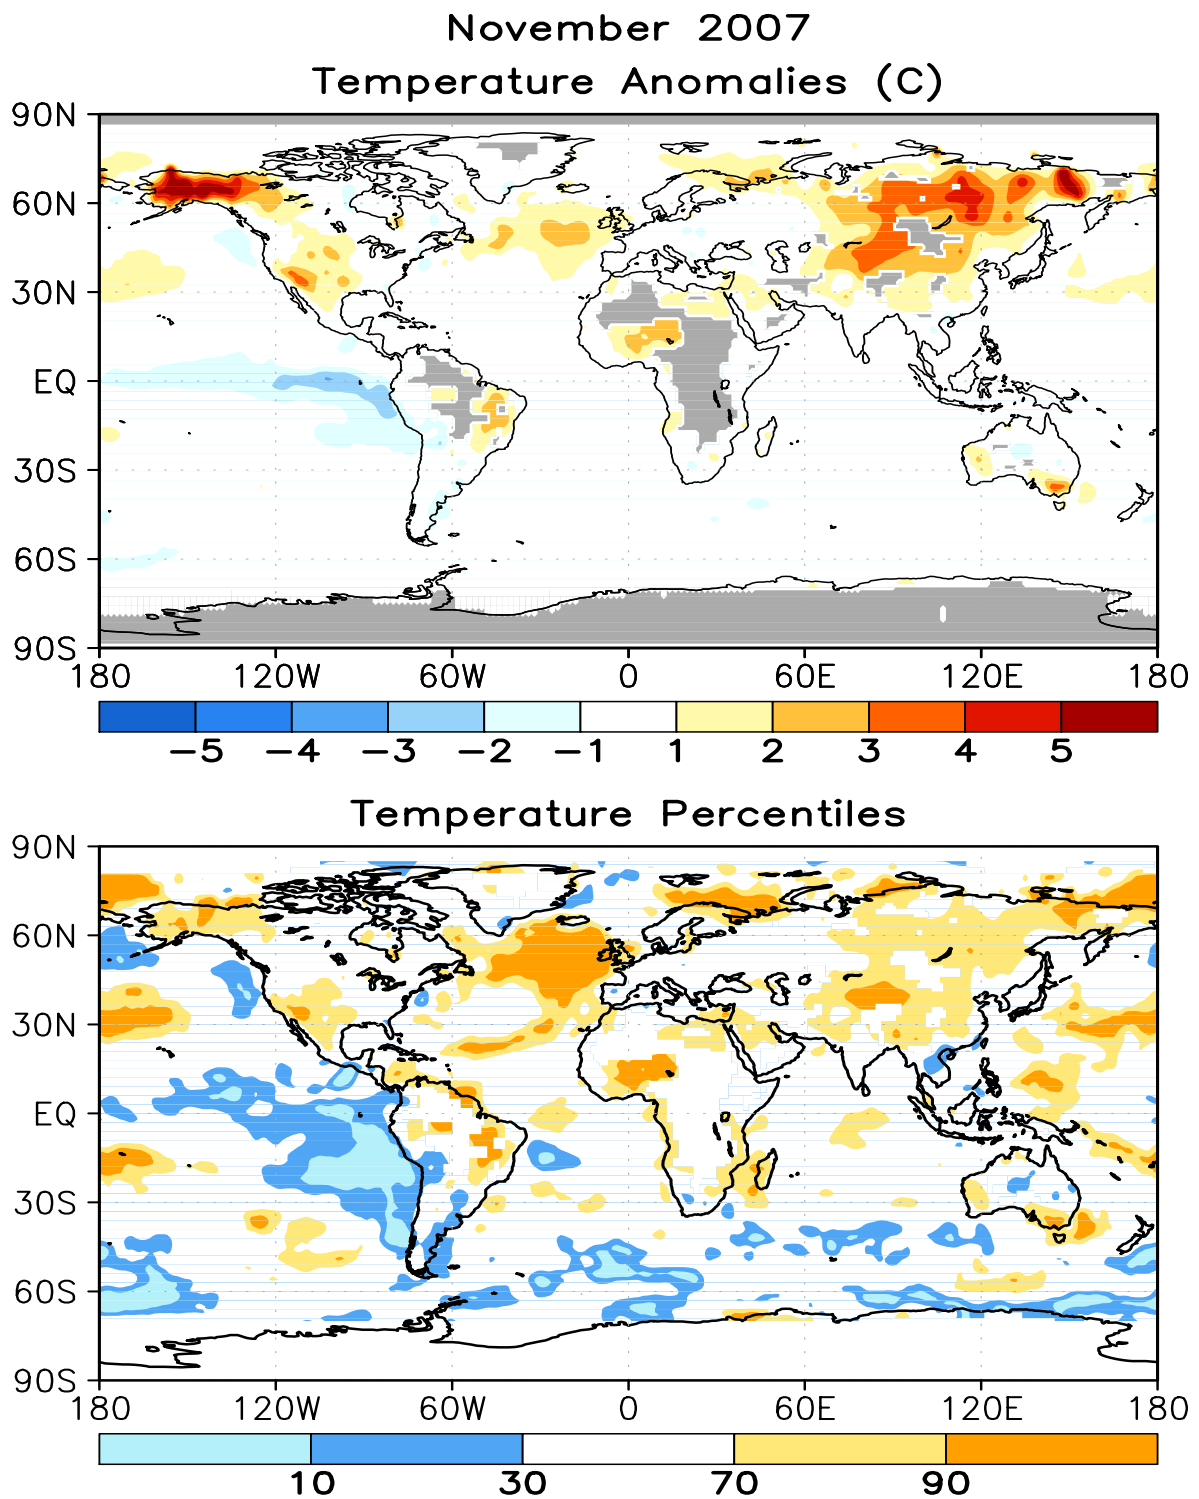 November 2007
Temperature Anomalies (C)
90N
60N
30N
EQ
30S
60S
90S
180 120W 60W 0 60E 120E 180
-5 -4 -3 -2 -1 1 2 3 4 5
Temperature Percentiles
90N
60N
30N
EQ
30S
60S
90S
180 120W 60W 0 60E 120E 180
10 30 70 90